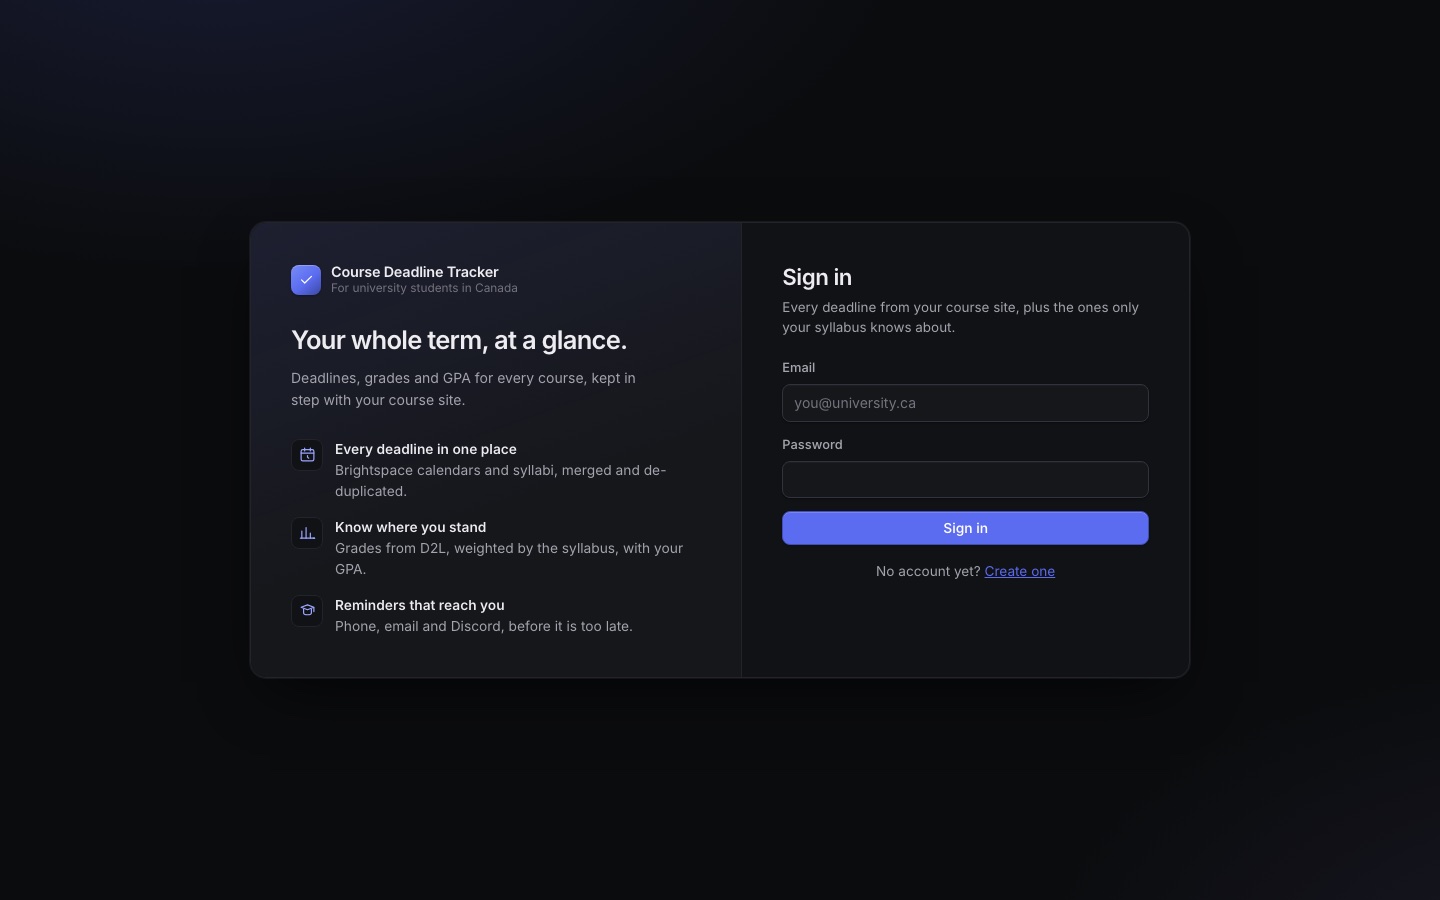 Course Deadline Tracker
For university students in Canada
Your whole term, at a glance.
Deadlines, grades and GPA for every course, kept in
step with your course site.
Every deadline in one place
Brightspace calendars and syllabi, merged and de-
duplicated.
Know where you stand
Grades from D2L, weighted by the syllabus, with your
GPA.
Reminders that reach you
Phone, email and Discord, before it is too late.
Sign in
Every deadline from your course site, plus the ones only
your syllabus knows about.
Email
you@university.ca
Password
Sign in
No account yet? Create one